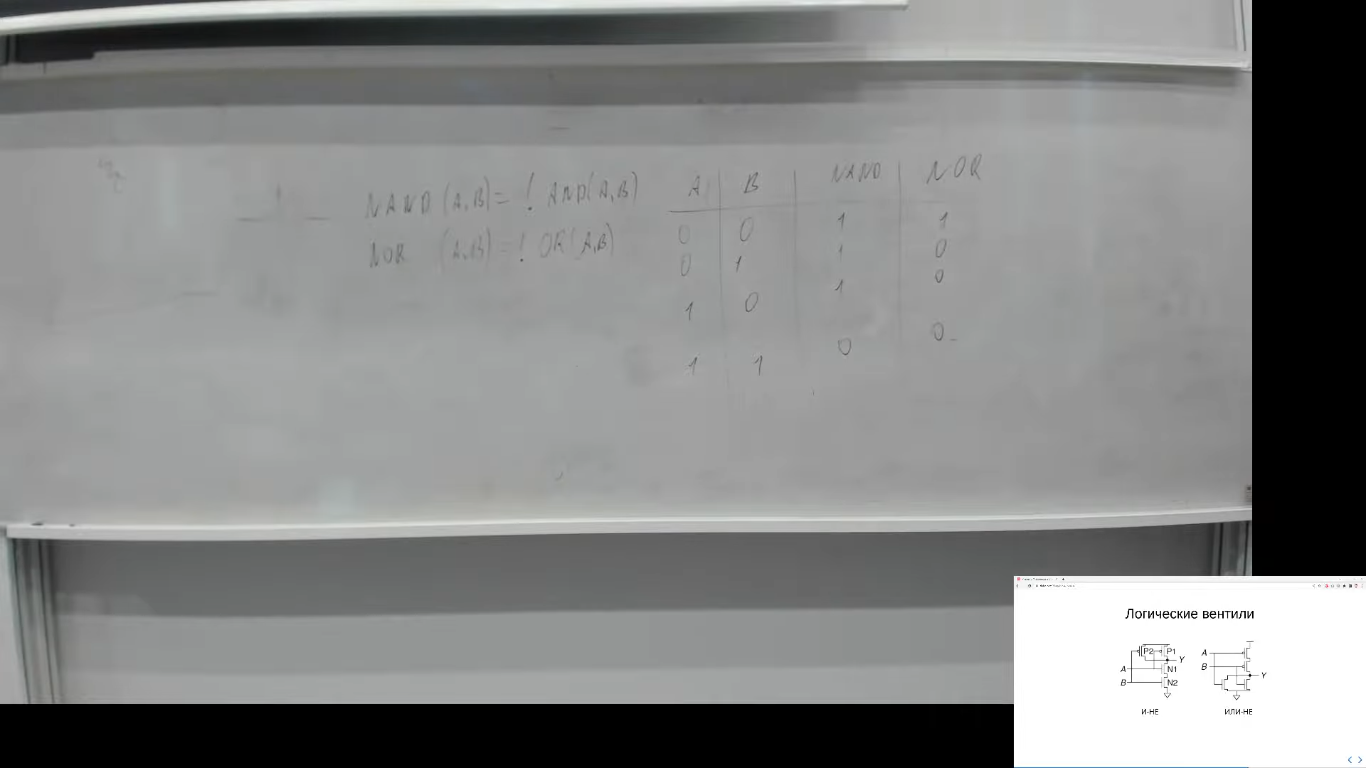 NAND (A,B) = ! AND(A,B)
NOR (A,B) = ! OR(A,B)
A B NAND NOR
0 0 1 1
0 1 1 0
1 0 1 0
1 1 0 0
Логические вентили
P2 P1
Y
A
N1
B
N2
И-НЕ
A
B
Y
ИЛИ-НЕ